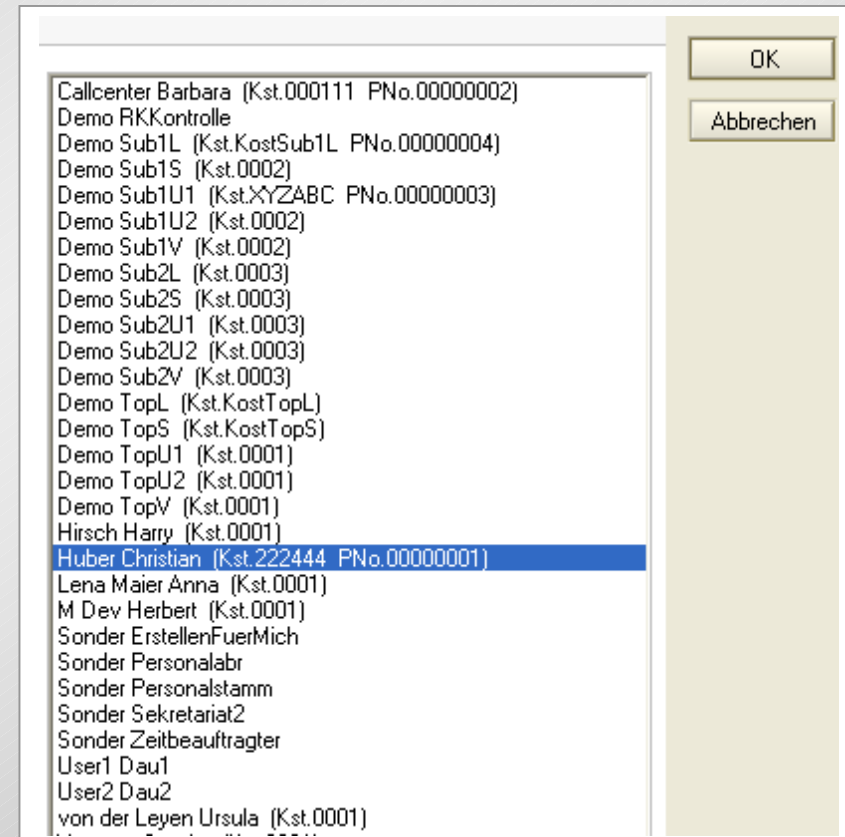 OK
Abbrechen
Callcenter Barbara (Kst.000111 PNo.00000002)
Demo RKKontrolle
Demo Sub1L (Kst.KostSub1L PNo.00000004)
Demo Sub1S (Kst.0002)
Demo Sub1U1 (Kst.XYZABC PNo.00000003)
Demo Sub1U2 (Kst.0002)
Demo Sub1V (Kst.0002)
Demo Sub2L (Kst.0003)
Demo Sub2S (Kst.0003)
Demo Sub2U1 (Kst.0003)
Demo Sub2U2 (Kst.0003)
Demo Sub2V (Kst.0003)
Demo TopL (Kst.KostTopL)
Demo TopS (Kst.KostTopS)
Demo TopU1 (Kst.0001)
Demo TopU2 (Kst.0001)
Demo TopV (Kst.0001)
Hirsch Harry (Kst.0001)
Huber Christian (Kst.222444 PNo.00000001)
Lena Maier Anna (Kst.0001)
M Dev Herbert (Kst.0001)
Sonder ErstellenFuerMich
Sonder Personalabr
Sonder Personalstamm
Sonder Sekretariat2
Sonder Zeitbeauftragter
User1 Dau1
User2 Dau2
von der Leyen Ursula (Kst.0001)